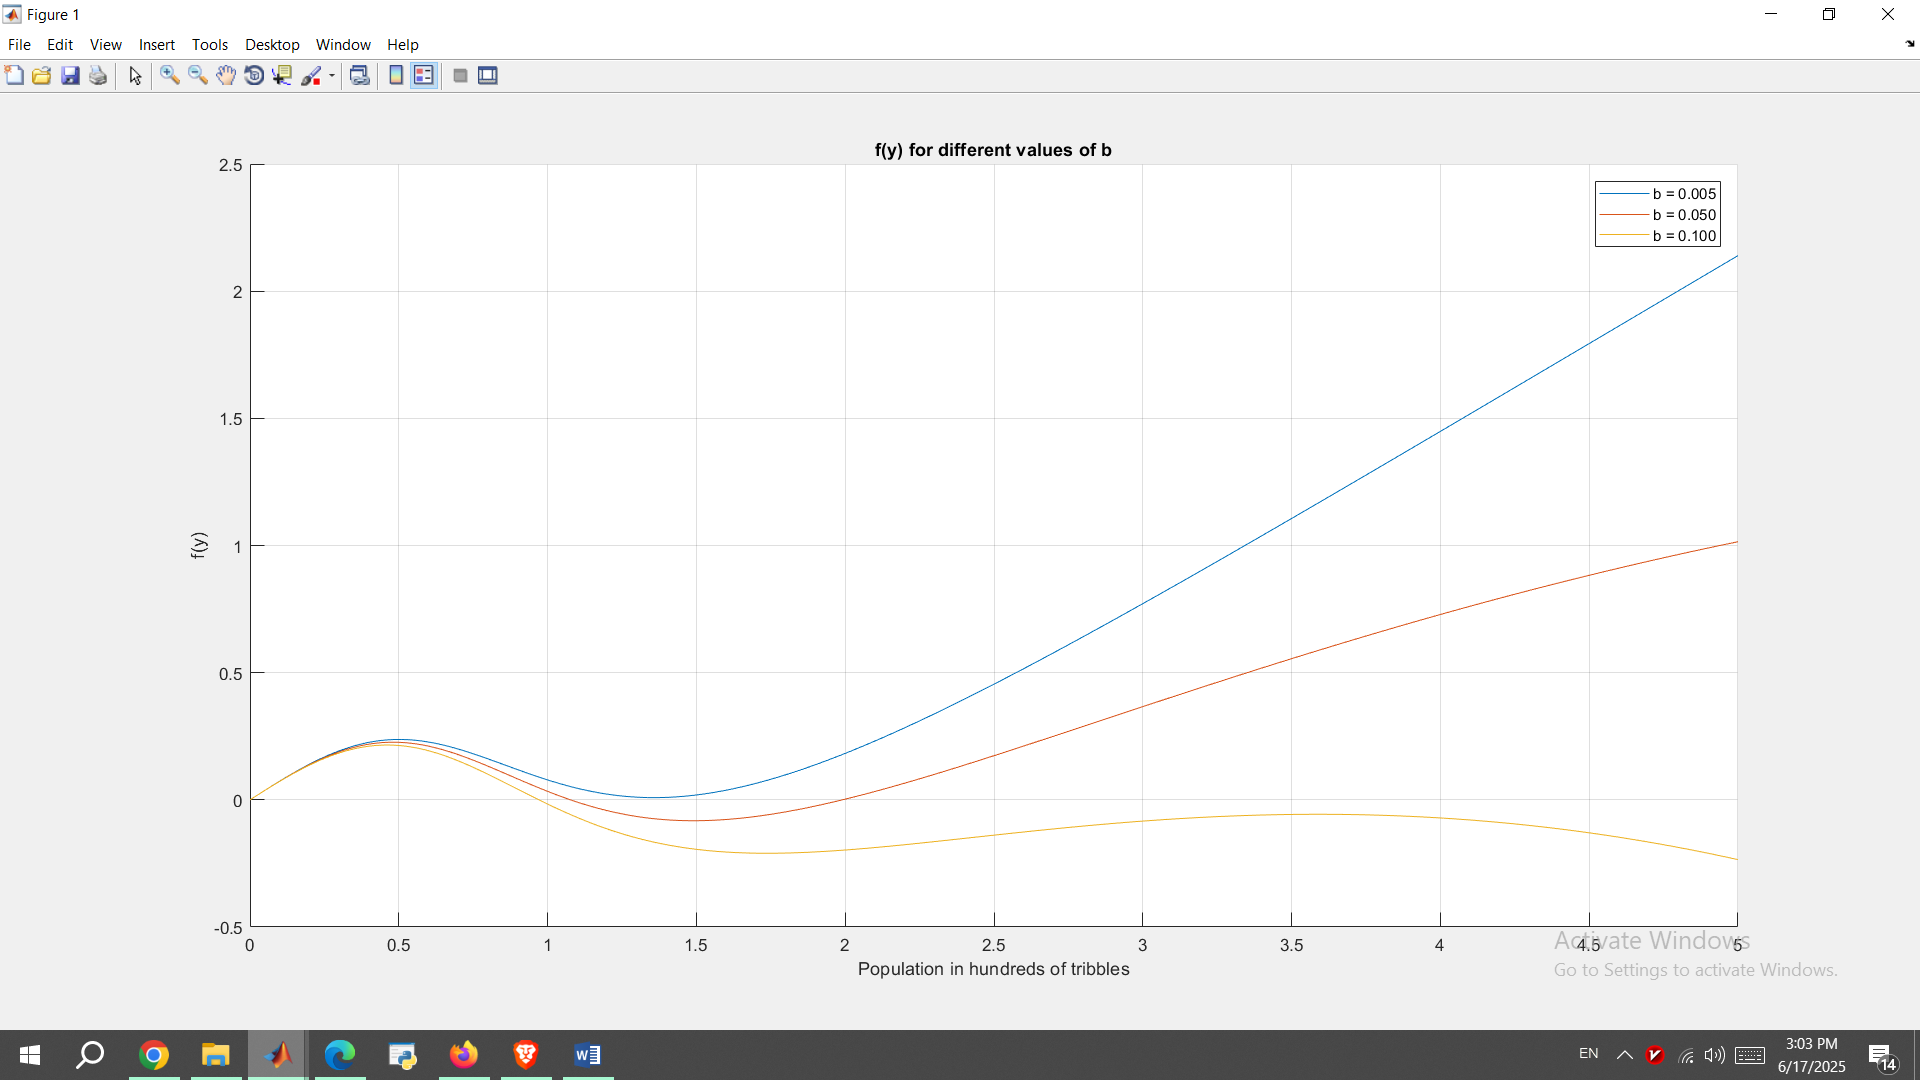 Figure 1
File Edit View Insert Tools Desktop Window Help
f(y) for different values of b
b = 0.005
b = 0.050
b = 0.100
2.5
2
1.5
1
0.5
0
-0.5
f(y)
0 0.5 1 1.5 2 2.5 3 3.5 4 4.5 5
Population in hundreds of tribbles
Activate Windows
Go to Settings to activate Windows.
EN
3:03 PM
6/17/2025
14